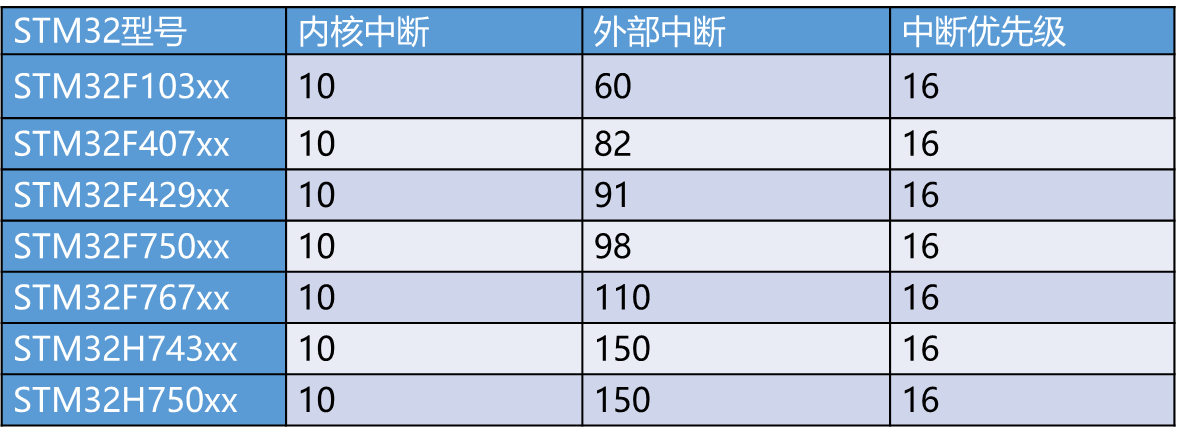 STM32型号 内核中断 外部中断 中断优先级
STM32F103xx 10 60 16
STM32F407xx 10 82 16
STM32F429xx 10 91 16
STM32F750xx 10 98 16
STM32F767xx 10 110 16
STM32H743xx 10 150 16
STM32H750xx 10 150 16